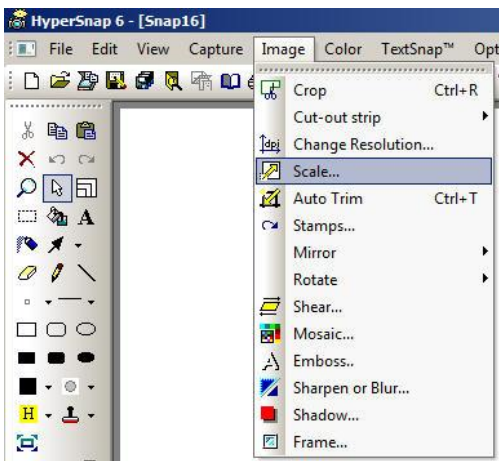 HyperSnap 6 - [Snap16]
File Edit View Capture Image Color TextSnap™ Opt
Crop Ctrl+R
Cut-out strip
Change Resolution...
Scale...
Auto Trim Ctrl+T
Stamps...
Mirror
Rotate
Shear...
Mosaic...
Emboss..
Sharpen or Blur...
Shadow...
Frame...